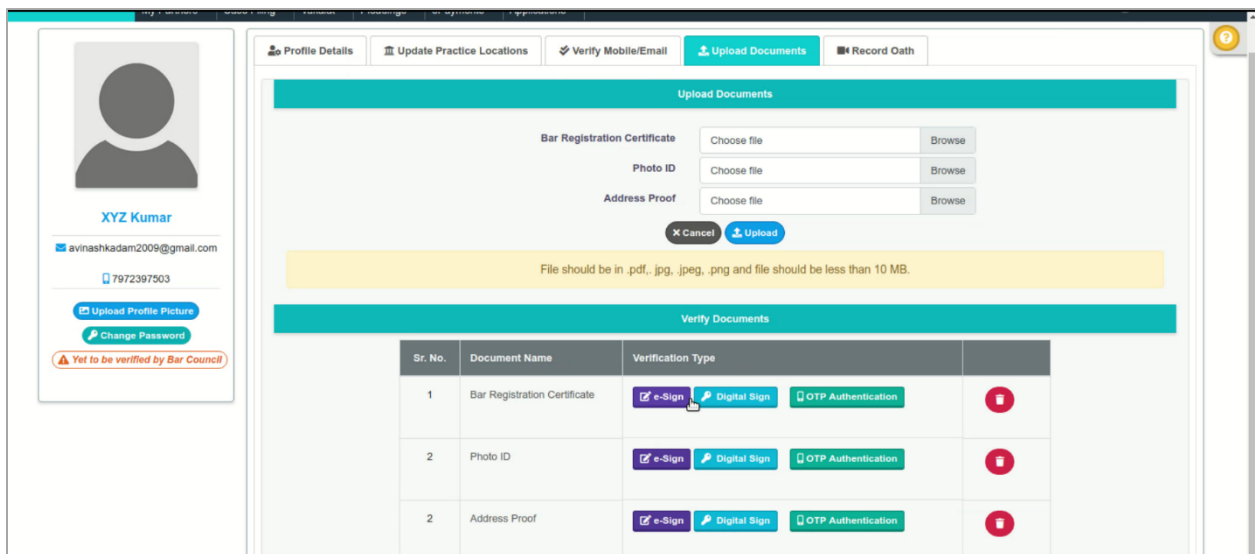 Profile Details
Update Practice Locations
Verify Mobile/Email
Upload Documents
Record Oath
XYZ Kumar
avinashkadam2009@gmail.com
7972397503
Upload Profile Picture
Change Password
Yet to be verified by Bar Council
Upload Documents
Bar Registration Certificate Choose file Browse
Photo ID Choose file Browse
Address Proof Choose file Browse
Cancel Upload
File should be in .pdf,. jpg, .jpeg, .png and file should be less than 10 MB.
Verify Documents
Sr. No. Document Name Verification Type
1 Bar Registration Certificate e-Sign Digital Sign OTP Authentication
2 Photo ID e-Sign Digital Sign OTP Authentication
2 Address Proof e-Sign Digital Sign OTP Authentication